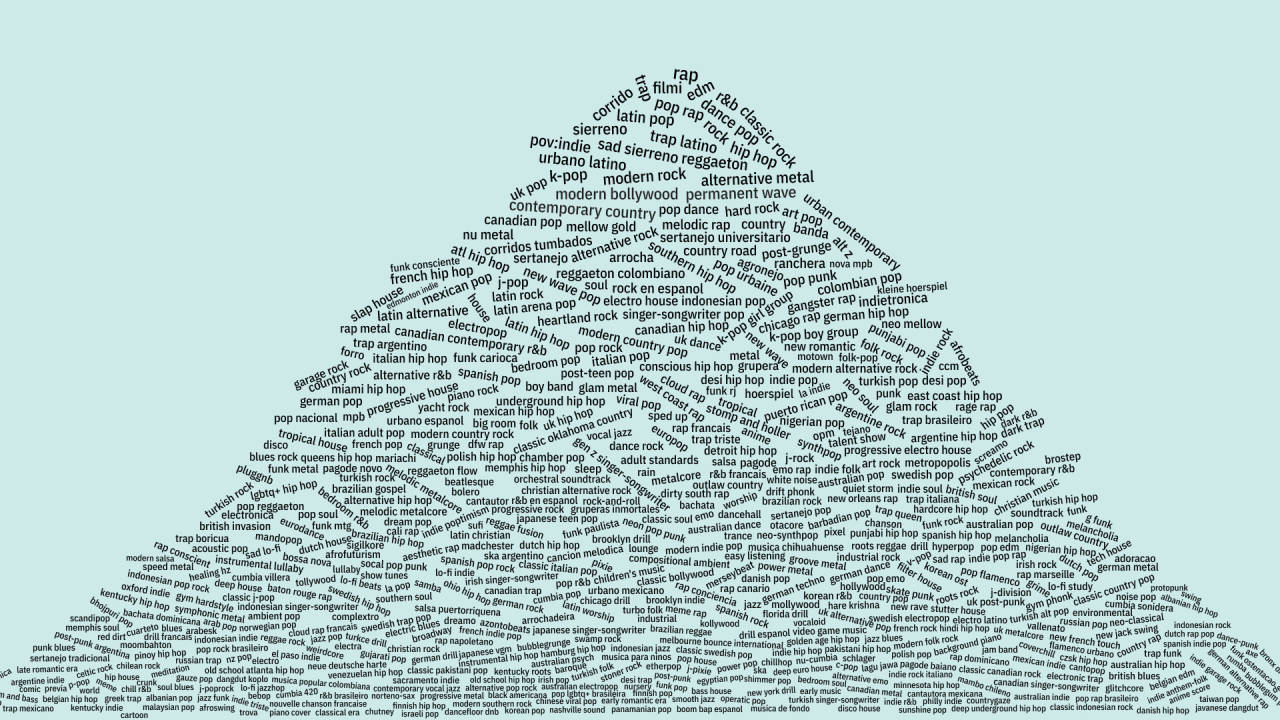 rap
trap filmi edm
corrido pop rap rock dance pop r&b classic rock
latin pop
sierreno trap latino hip hop
pov:indie sad sierreno reggaeton
urbano latino
uk pop k-pop modern rock alternative metal
modern bollywood permanent wave
contemporary country pop dance hard rock art pop urban contemporary
canadian pop mellow gold melodic rap country banda alt z
nu metal corridos tumbados sertanejo universitario
atl hip hop sertanejo alternative rock southern hip hop country road post-grunge
arrocha pop urbaine agronejo ranchera nova mpb
funk consciente
french hip hop new wave pop reggaeton colombiano pop punk colombian pop
slap house edmonton indie mexican pop j-pop soul rock en espanol kleine hoerspiel
latin rock electro house indonesian pop k-pop girl group gangster rap indietronica
latin alternative house latin arena pop heartland rock singer-songwriter pop chicago rap german hip hop
rap metal electropop latin hip hop modern country pop canadian hip hop k-pop boy group punjabi pop neo mellow
trap argentino canadian contemporary r&b pop rock uk dance new wave new romantic folk rock indie rock afrobeats
forro italian hip hop funk carioca bedroom pop italian pop metal motown folk-pop
garage rock country rock alternative r&b spanish pop post-teen pop conscious hip hop grupera modern alternative rock ccm
miami hip hop progressive house piano rock boy band glam metal west coast rap cloud rap desi hip hop indie pop turkish pop desi pop
german pop underground hip hop viral pop tropical funk rj hoerspiel la indie neo soul punk east coast hip hop
yacht rock mexican hip hop sped up stomp and holler puerto rican pop glam rock rage rap
pop nacional mpb urbano espanol big room folk uk hip hop nigerian pop argentine rock trap brasileiro hip pop dark r&b
italian adult pop modern country rock classic oklahoma country rap francais opm tejano
tropical house french pop classical grunge dfw rap vocal jazz europop trap triste anime synthpop talent show argentine hip hop dark trap
disco dance rock detroit hip hop progressive electro house screamo
blues rock queens hip hop mariachi polish hip hop chamber pop gen z singer-songwriter adult standards salsa pagode j-rock art rock metropopolis psychedelic rock brostep
pluggnb funk metal pagode novo melodic metalcore reggaeton flow memphis hip hop sleep rain metalcore r&b francais emo rap indie folk swedish pop contemporary r&b
turkish rock beatlesque orchestral soundtrack outlaw country white noise australian pop mexican rock
turkish rock lgbtq+ hip hop bedroom r&b brazilian gospel bolero christian alternative rock dirty south rap worship drift phonk quiet storm indie soul british soul christian music
pop reggaeton alternative hip hop cantautor r&b en espanol rock-and-roll bachata brazilian rock new orleans rap trap italiana turkish hip hop
electronica pop soul melodic metalcore indie poptimism progressive rock gruperas inmortales sertanejo pop hardcore hip hop soundtrack funk g funk
british invasion eurodance funk mtg dream pop sufi reggae fusion japanese teen pop classic soul emo dancehall otacore barbadian pop trap queen funk rock australian pop outlaw country melancholia
trap boricua mandopop brazilian hip hop cali rap latin christian funk paulista neon pop punk australian dance chanson
dutch house sigilkore brooklyn drill trance neo-synthpop pixel punjabi hip hop spanish hip hop melancholia tech house
rap conscient acoustic pop sad lo-fi bossa nova afrofuturism aesthetic rap madchester dutch hip hop lounge modern indie pop musica chihuahuense roots reggae drill hyperpop pop edm nigerian hip hop dutch pop adoracao
modern salsa instrumental lullaby socal pop punk ska argentino cancion melodica compositional ambient easy listening groove metal industrial rock v-pop sad rap indie pop rap irish rock german metal
speed metal healing hz lullaby show tunes lo-fi indie spanish pop rock classic italian pop pixie merseybeat power metal german dance filter house korean ost rap marseille
indonesian pop rock cumbia villera tollywood lo-fi beats la pop irish singer-songwriter pop r&b children's music classic bollywood danish pop german techno pop emo pop flamenco grime lo-fi study classic country pop
oxford indie gym hardstyle deep house baton rouge rap swedish hip hop samba canadian trap urbano mexicano rap canario hollywood skate punk j-division gym phonk protopunk swing
kentucky hip hop symphonic metal classic j-pop southern soul ohio hip hop german rock cumbia pop chicago drill brooklyn indie rap conciencia korean r&b country pop roots rock uk post-punk noise pop albanian hip hop
bhojpuri pop bachata dominicana indonesian singer-songwriter salsa puertorriquena latin worship turbo folk meme rap spanish rock jazz mollywood hare krishna new rave stutter house fut pop environmental cumbia sonidera
scandipop arab pop ambient pop complextro arrochadeira industrial kollywood florida drill vocaloid uk alternative swedish electropop electro latino turkish folk russian pop neo-classical indonesian rock
memphis soul cuarteto blues arabesk norwegian pop cloud rap francais swedish trap pop dreamo azontobeats japanese singer-songwriter brazilian reggae drill espanol video game music pop french rock hindi hip hop uk metalcore vallenato new jack swing dutch rap pop dance-punk
post-punk argentina red dirt drill francais indonesian indie reggae rock jazz pop turkce drill electric blues broadway french indie pop swamp rock melbourne bounce international golden age hip hop jazz blues modern folk rock background piano new french touch spanish indie pop
punk blues moombahton pop rock brasileiro electra christian rock rap napoletano bubblegrunge hamburg hip hop indonesian jazz classic swedish pop indie hip hop pakistani hip hop polish pop jam band coverchill flamenco urbano country rap trap funk
sertanejo tradicional pinoy hip hop el paso indie weirdcore german drill japanese vgm instrumental hip hop australian psych musica para ninos pop house ska chillhop nu-cumbia schlager lagu jawa pagode baiano classic canadian rock mexican indie czsk hip hop australian hip hop
late romantic era celtic rock chilean rock russian trap nz pop electro neue deutsche harte gujarati pop classic pakistani pop kentucky roots baroque turkish folk stoner rock etherpop pixie power pop deep euro house c-pop indie rock italiano rap dominicano electronic trap british blues belgian edm indie garage rock
argentine indie meditation old school atlanta hip hop venezuelan hip hop sacramento indie old school hip hop irish pop desi trap post-punk egyptian pop shimmer pop bedroom soul alternative emo minnesota hip hop mambo chileno canadian singer-songwriter glitchcore indie anthem-folk
comic previa p-pop crunk gauze pop dangdut koplo musica popular colombiana contemporary vocal jazz alternative pop rock nursery funk pop bass house smooth jazz operatic pop canadian metal cantautora mexicana australian indie anime score
world chill r&b soul blues j-poprock lo-fi jazzhop indie triste nouvelle chanson francaise australian electropop finnish pop new york drill early music turkish singer-songwriter indie r&b philly indie countrygaze pop rap brasileiro
drum and bass belgian hip hop greek trap albanian pop jazz funk bebop cumbia 420 r&b brasileiro norteno-sax progressive metal black americana pop lgbtq+ brasileira taiwan pop
trap mexicano kentucky indie malaysian pop afroswing trova piano cover classical era chutney finnish hip hop modern southern rock chinese viral pop early romantic era musica de fondo disco house sunshine pop deep underground hip hop classic indonesian rock danish hip hop javanese dangdut
cartoon israeli pop dancefloor dnb korean pop nashville sound panamanian pop boom bap espanol